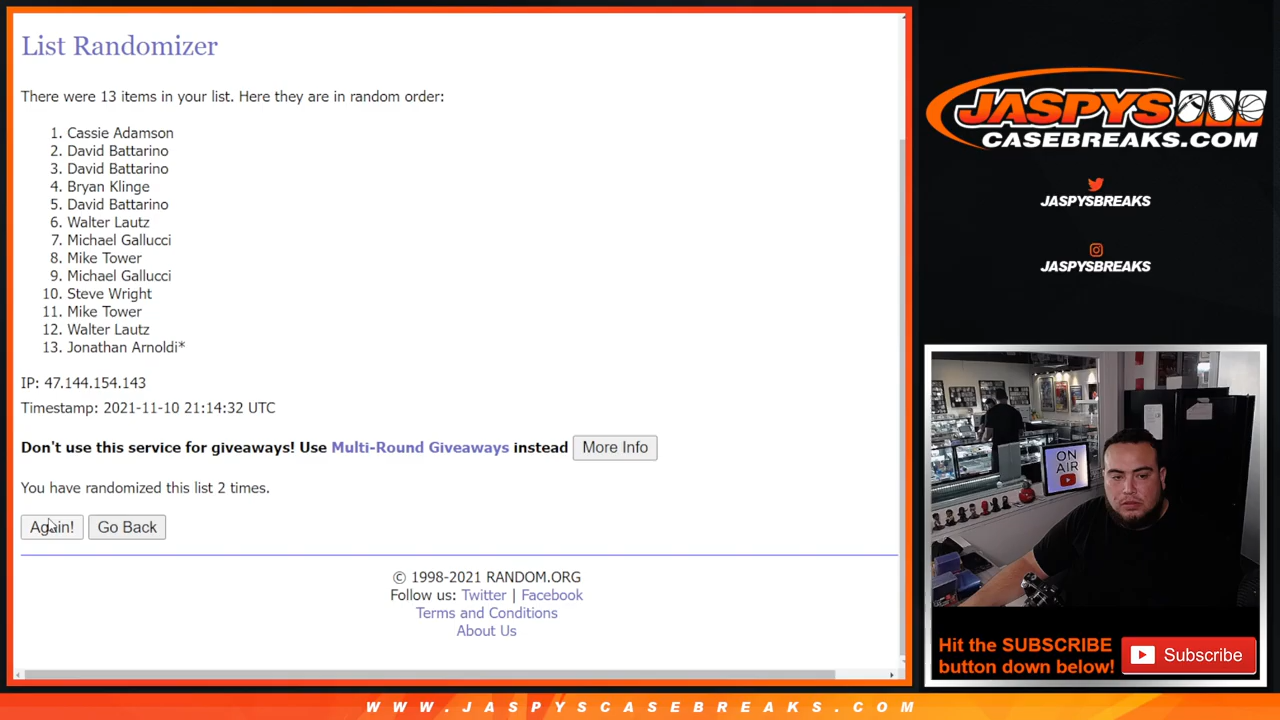 List Randomizer
There were 13 items in your list. Here they are in random order:
1. Cassie Adamson
2. David Battarino
3. David Battarino
4. Bryan Klinge
5. David Battarino
6. Walter Lautz
7. Michael Gallucci
8. Mike Tower
9. Michael Gallucci
10. Steve Wright
11. Mike Tower
12. Walter Lautz
13. Jonathan Arnoldi*
IP: 47.144.154.143
Timestamp: 2021-11-10 21:14:32 UTC
Don't use this service for giveaways! Use Multi-Round Giveaways instead More Info
You have randomized this list 2 times.
Again! Go Back
© 1998-2021 RANDOM.ORG
Follow us: Twitter | Facebook
Terms and Conditions
About Us
JASPYS
CASEBREAKS.COM
JASPYSBREAKS
JASPYSBREAKS
ON
AIR
Hit the SUBSCRIBE
button down below!
Subscribe
WWW.JASPYSCASEBREAKS.COM